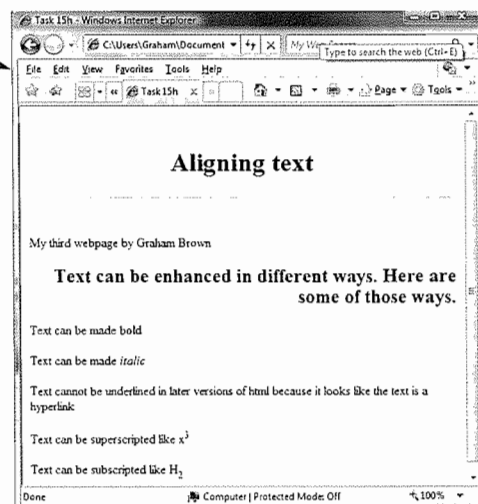 Task 15h - Windows Internet Explorer
C:\Users\Graham\Document
Type to search the web (Ctrl+E)
File Edit View Favorites Tools Help
Task 15h Page Tools
Aligning text
My third webpage by Graham Brown
Text can be enhanced in different ways. Here are
some of those ways.
Text can be made bold
Text can be made italic
Text cannot be underlined in later versions of html because it looks like the text is a
hyperlink
Text can be superscripted like x³
Text can be subscripted like H₂
Done Computer | Protected Mode: Off 100%